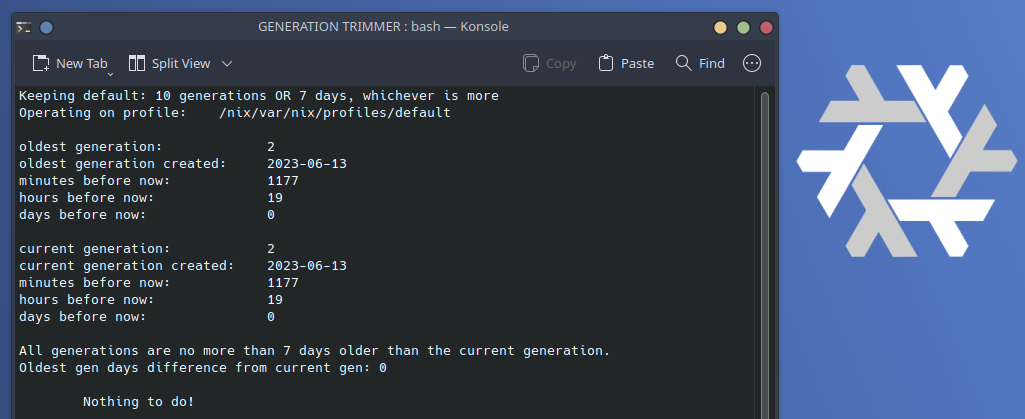 GENERATION TRIMMER : bash — Konsole
New Tab Split View Copy Paste Find
Keeping default: 10 generations OR 7 days, whichever is more
Operating on profile: /nix/var/nix/profiles/default
oldest generation: 2
oldest generation created: 2023-06-13
minutes before now: 1177
hours before now: 19
days before now: 0
current generation: 2
current generation created: 2023-06-13
minutes before now: 1177
hours before now: 19
days before now: 0
All generations are no more than 7 days older than the current generation.
Oldest gen days difference from current gen: 0
Nothing to do!